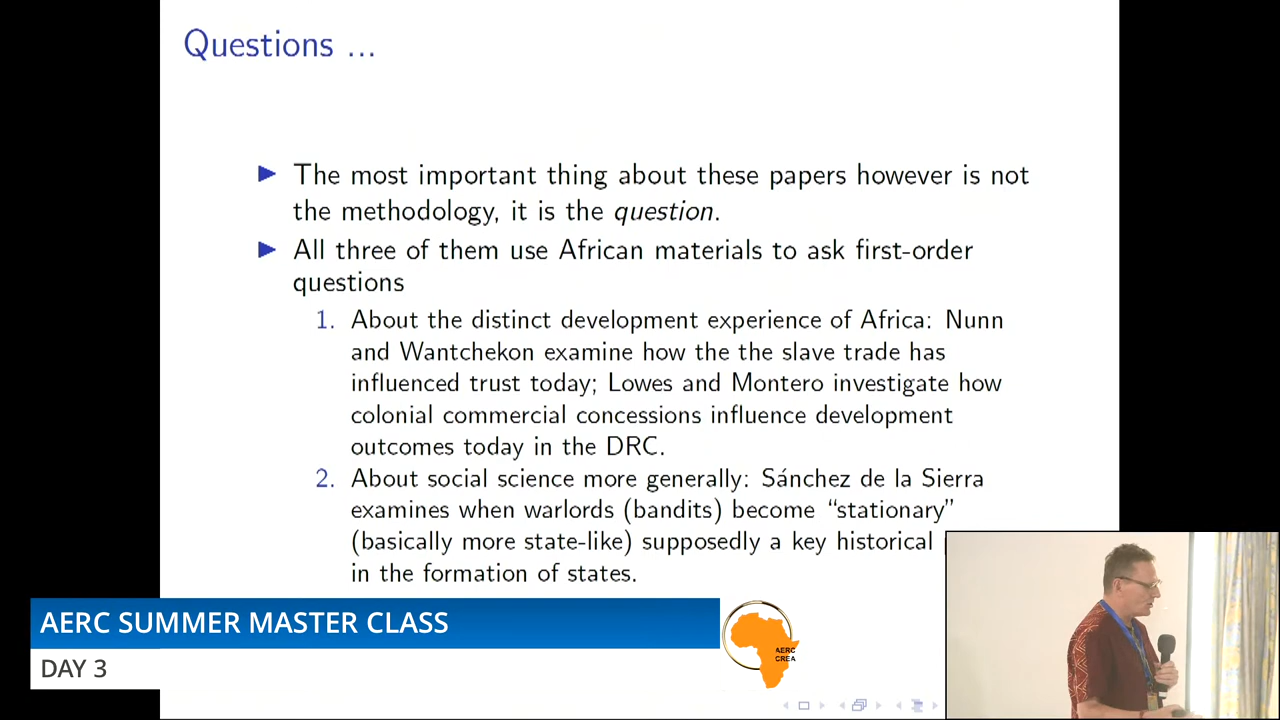 Questions ...
The most important thing about these papers however is not
the methodology, it is the question.
All three of them use African materials to ask first-order
questions
1. About the distinct development experience of Africa: Nunn
and Wantchekon examine how the the slave trade has
influenced trust today; Lowes and Montero investigate how
colonial commercial concessions influence development
outcomes today in the DRC.
2. About social science more generally: Sánchez de la Sierra
examines when warlords (bandits) become “stationary”
(basically more state-like) supposedly a key historical
in the formation of states.
AERC SUMMER MASTER CLASS
DAY 3
AERC
CREA